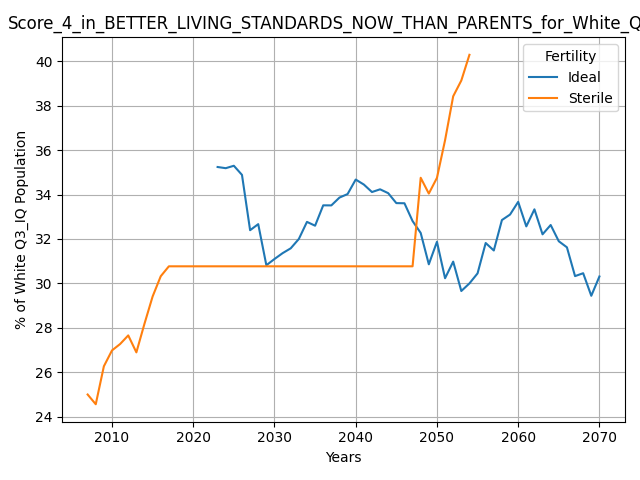 Score_4_in_BETTER_LIVING_STANDARDS_NOW_THAN_PARENTS_for_White_Q
Fertility
Ideal
Sterile
% of White Q3_IQ Population
40
38
36
34
32
30
28
26
24
2010 2020 2030 2040 2050 2060 2070
Years